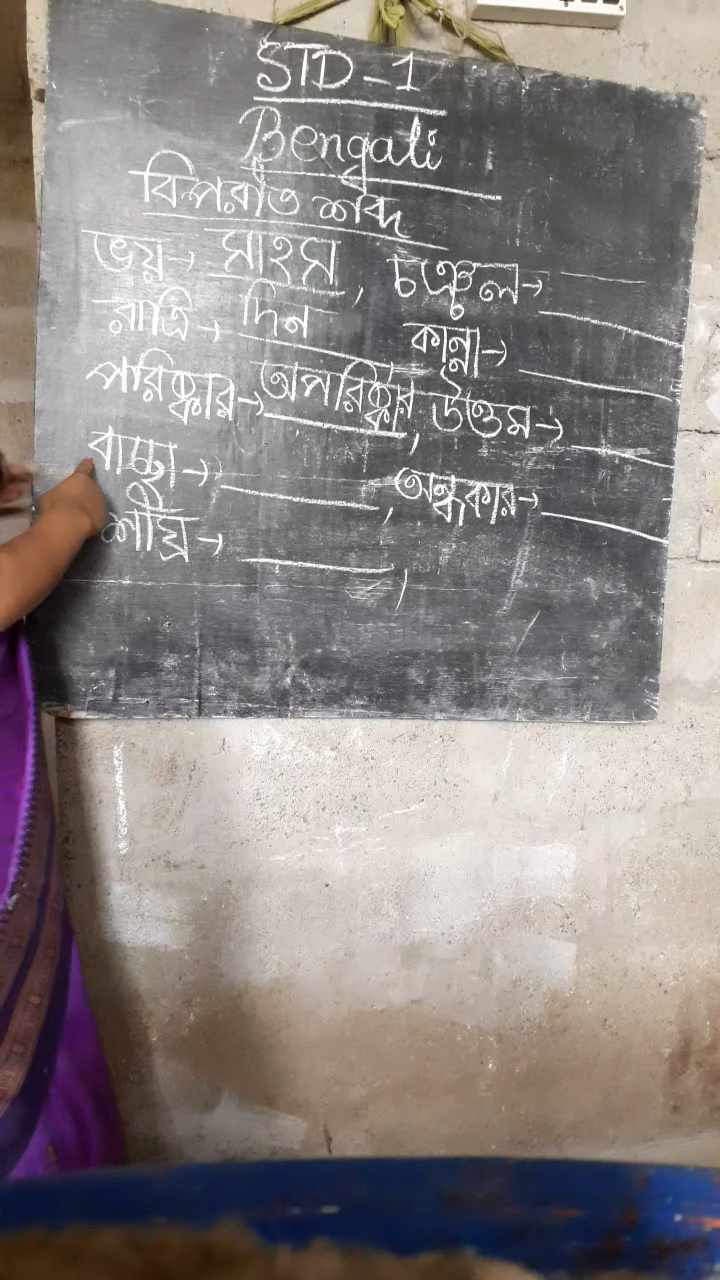 STD-1
Bengali
বিপরীত শব্দ
ভয়→ সাহস, চঞ্চল→
রাত্রি→ দিন কান্না→
পরিষ্কার→ অপরিষ্কার, উত্তম→
বাচ্ছা→ , অন্ধকার→
শীঘ্র→ ,